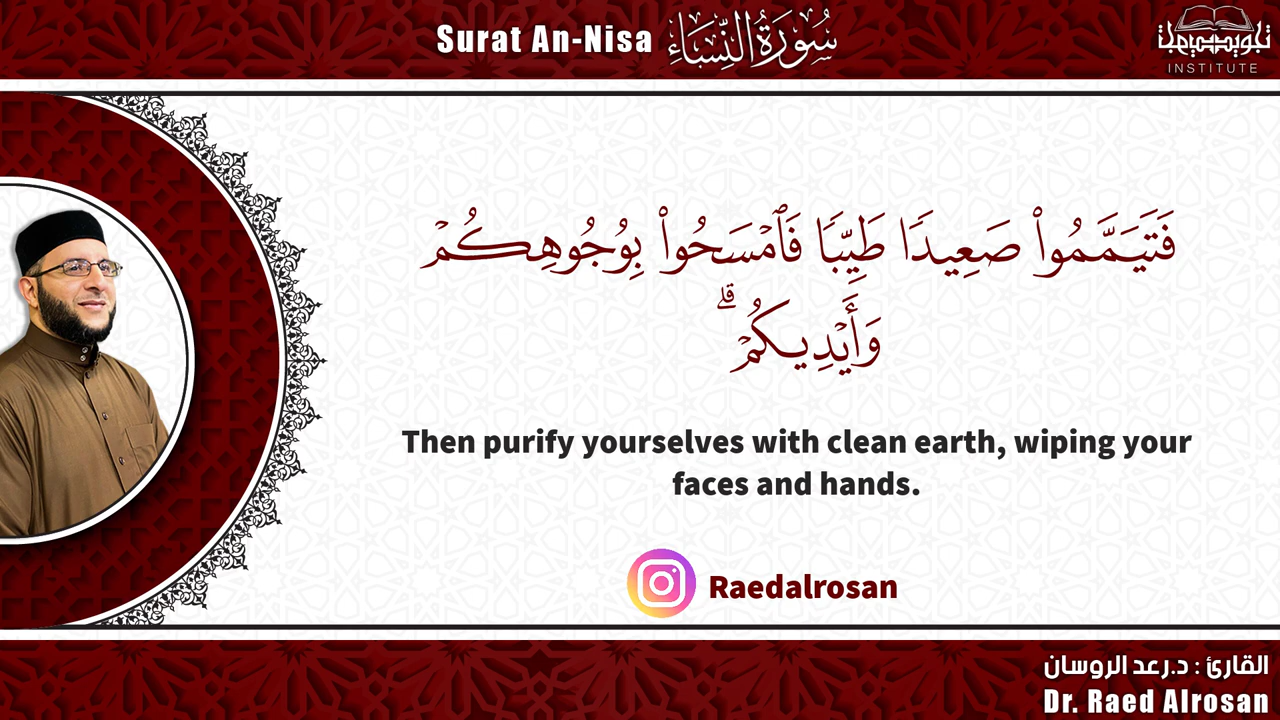 Surat An-Nisa سُورَةُ النِّسَاءِ
INSTITUTE
فَتَيَمَّمُوا۟ صَعِيدًا طَيِّبًا فَٱمْسَحُوا۟ بِوُجُوهِكُمْ
وَأَيْدِيكُمْ ۗ
Then purify yourselves with clean earth, wiping your
faces and hands.
Raedalrosan
القارئ : د.رعد الروسان
Dr. Raed Alrosan